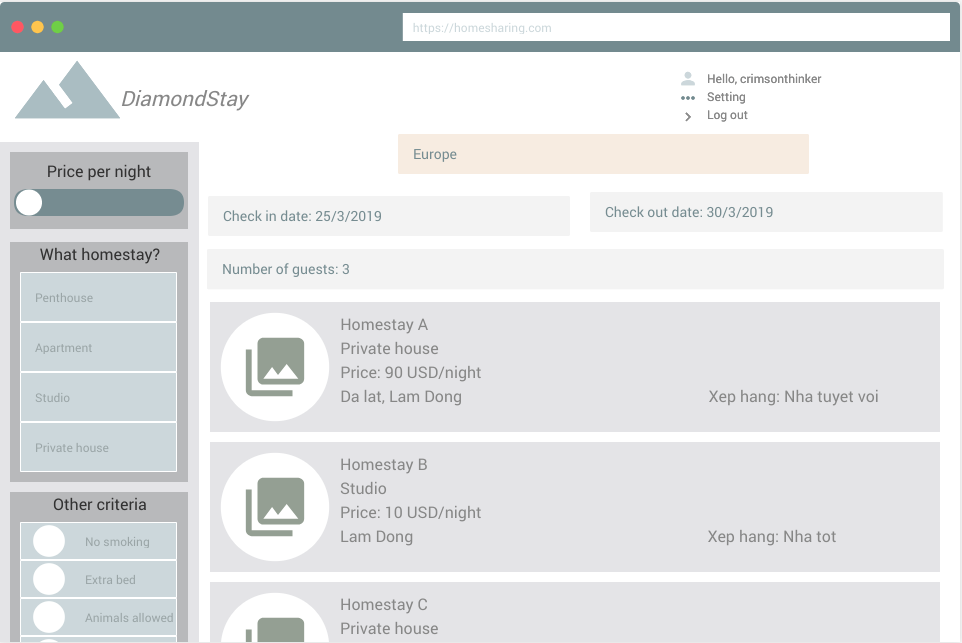 https://homesharing.com
DiamondStay
Hello, crimsonthinker
Setting
Log out
Europe
Price per night
Check in date: 25/3/2019
Check out date: 30/3/2019
Number of guests: 3
What homestay?
Penthouse
Apartment
Studio
Private house
Other criteria
No smoking
Extra bed
Animals allowed
Homestay A
Private house
Price: 90 USD/night
Da lat, Lam Dong
Xep hang: Nha tuyet voi
Homestay B
Studio
Price: 10 USD/night
Lam Dong
Xep hang: Nha tot
Homestay C
Private house